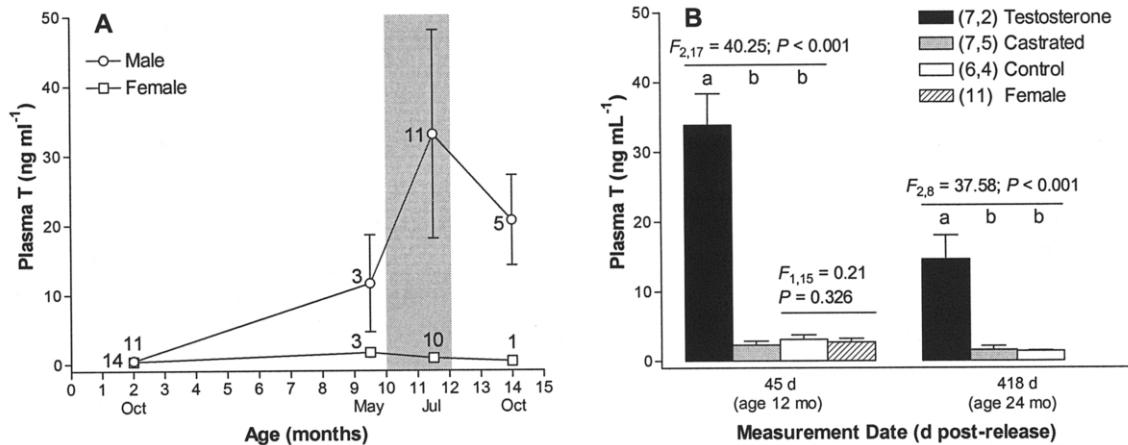 A
50
40
30
20
10
0
Plasma T (ng ml⁻¹)
Male
Female
14
11
3
3
11
10
5
1
0 1 2 3 4 5 6 7 8 9 10 11 12 13 14 15
Oct May Jul Oct
Age (months)
B
50
40
30
20
10
0
Plasma T (ng mL⁻¹)
(7,2) Testosterone
(7,5) Castrated
(6,4) Control
(11) Female
F2,17 = 40.25; P < 0.001
a b b
F2,8 = 37.58; P < 0.001
a b b
F1,15 = 0.21
P = 0.326
45 d 418 d
(age 12 mo) (age 24 mo)
Measurement Date (d post-release)